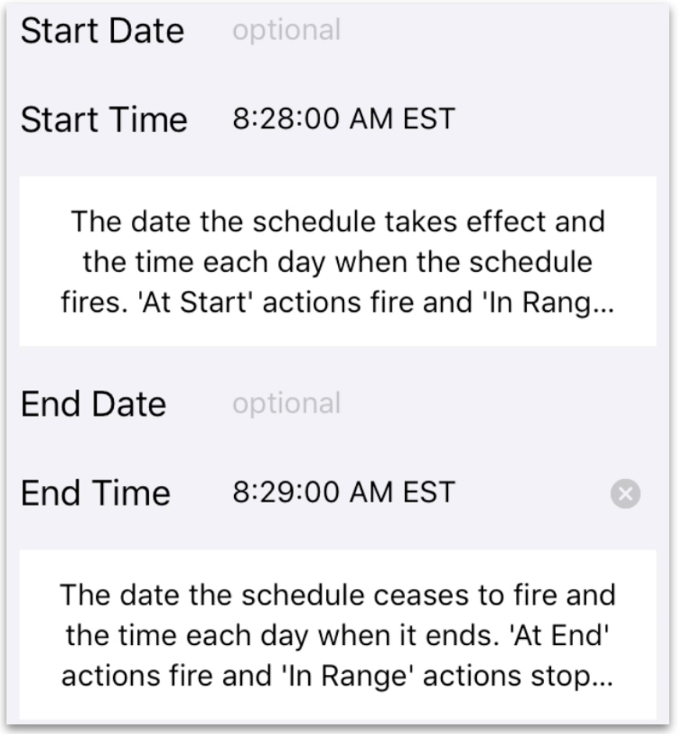 Start Date optional
Start Time 8:28:00 AM EST
The date the schedule takes effect and
the time each day when the schedule
fires. 'At Start' actions fire and 'In Rang...
End Date optional
End Time 8:29:00 AM EST
The date the schedule ceases to fire and
the time each day when it ends. 'At End'
actions fire and 'In Range' actions stop...